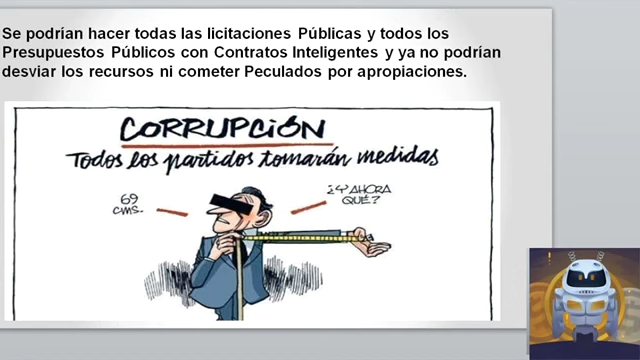 Se podrían hacer todas las licitaciones Públicas y todos los
Presupuestos Públicos con Contratos Inteligentes y ya no podrían
desviar los recursos ni cometer Peculados por apropiaciones.
CORRUPCIÓN
Todos los partidos tomarán medidas
69
CMS.
¿Y AHORA
QUÉ?